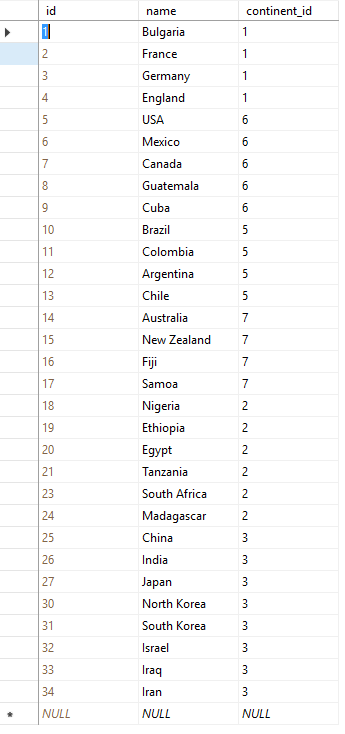 id name continent_id
1 Bulgaria 1
2 France 1
3 Germany 1
4 England 1
5 USA 6
6 Mexico 6
7 Canada 6
8 Guatemala 6
9 Cuba 6
10 Brazil 5
11 Colombia 5
12 Argentina 5
13 Chile 5
14 Australia 7
15 New Zealand 7
16 Fiji 7
17 Samoa 7
18 Nigeria 2
19 Ethiopia 2
20 Egypt 2
21 Tanzania 2
23 South Africa 2
24 Madagascar 2
25 China 3
26 India 3
27 Japan 3
30 North Korea 3
31 South Korea 3
32 Israel 3
33 Iraq 3
34 Iran 3
NULL NULL NULL